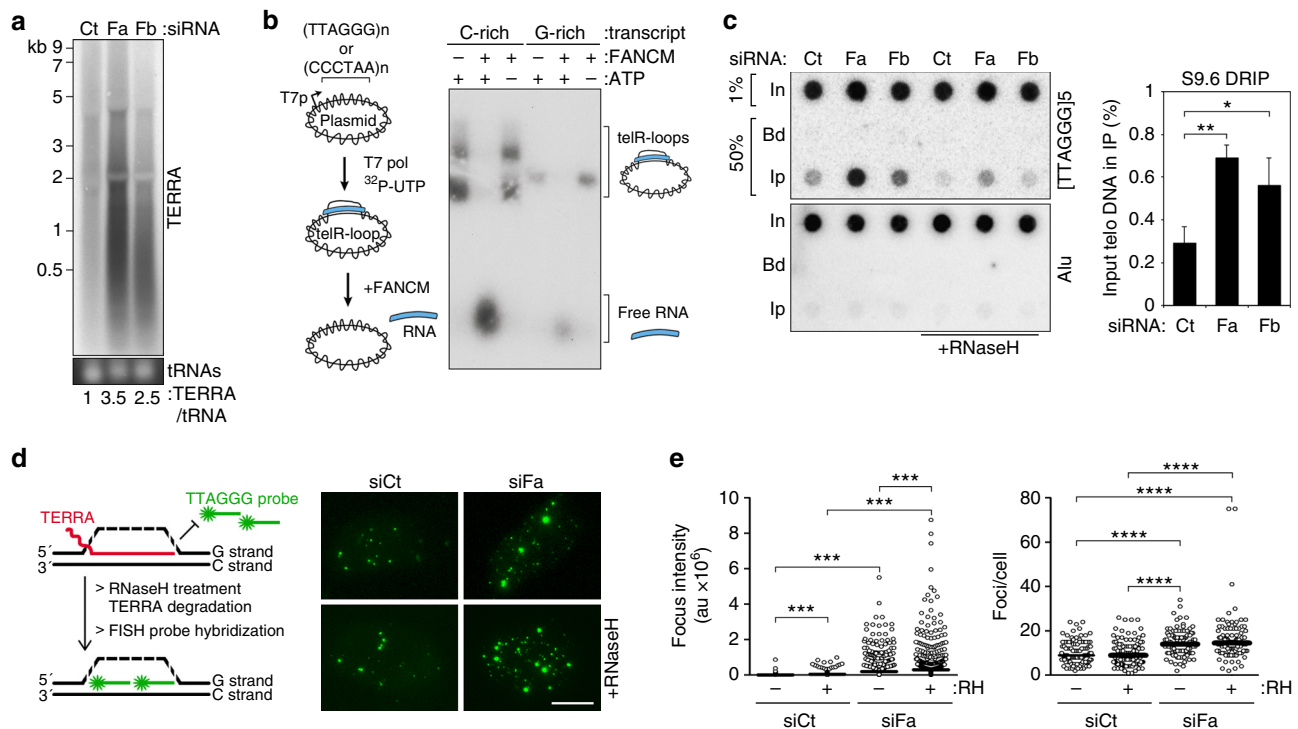 a
Ct Fa Fb :siRNA
kb 9
7
5
3
2
1
0.5
TERRA
tRNAs
1 3.5 2.5 :TERRA
/tRNA
b
(TTAGGG)n
or
(CCCTAA)n
T7p
Plasmid
T7 pol
³²P-UTP
telR-loop
+FANCM
RNA
C-rich G-rich :transcript
− + + − + + :FANCM
+ + − + + − :ATP
telR-loops
Free RNA
c
siRNA: Ct Fa Fb Ct Fa Fb
1% In
50% Bd
Ip
[TTAGGG]5
In
Bd
Ip
Alu
+RNaseH
S9.6 DRIP
Input telo DNA in IP (%)
1
0.8
0.6
0.4
0.2
0
*
**
siRNA: Ct Fa Fb
d
TTAGGG probe
TERRA
5´ G strand
3´ C strand
> RNaseH treatment
TERRA degradation
> FISH probe hybridization
5´ G strand
3´ C strand
siCt siFa
+RNaseH
e
Focus intensity
(au ×10⁶)
10
8
6
4
2
0
***
***
***
***
− + − + :RH
siCt siFa
Foci/cell
80
60
40
20
0
****
****
****
****
− + − + :RH
siCt siFa